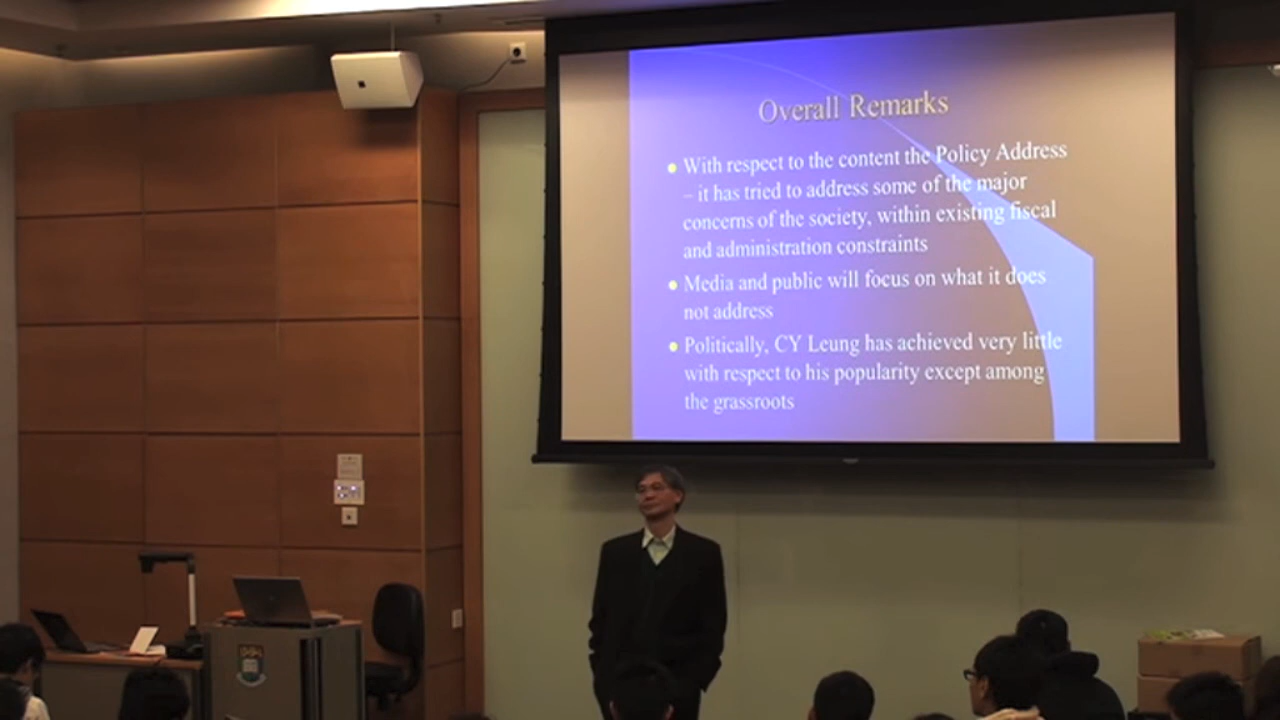 Overall Remarks
With respect to the content the Policy Address
– it has tried to address some of the major
concerns of the society, within existing fiscal
and administration constraints
Media and public will focus on what it does
not address
Politically, CY Leung has achieved very little
with respect to his popularity except among
the grassroots